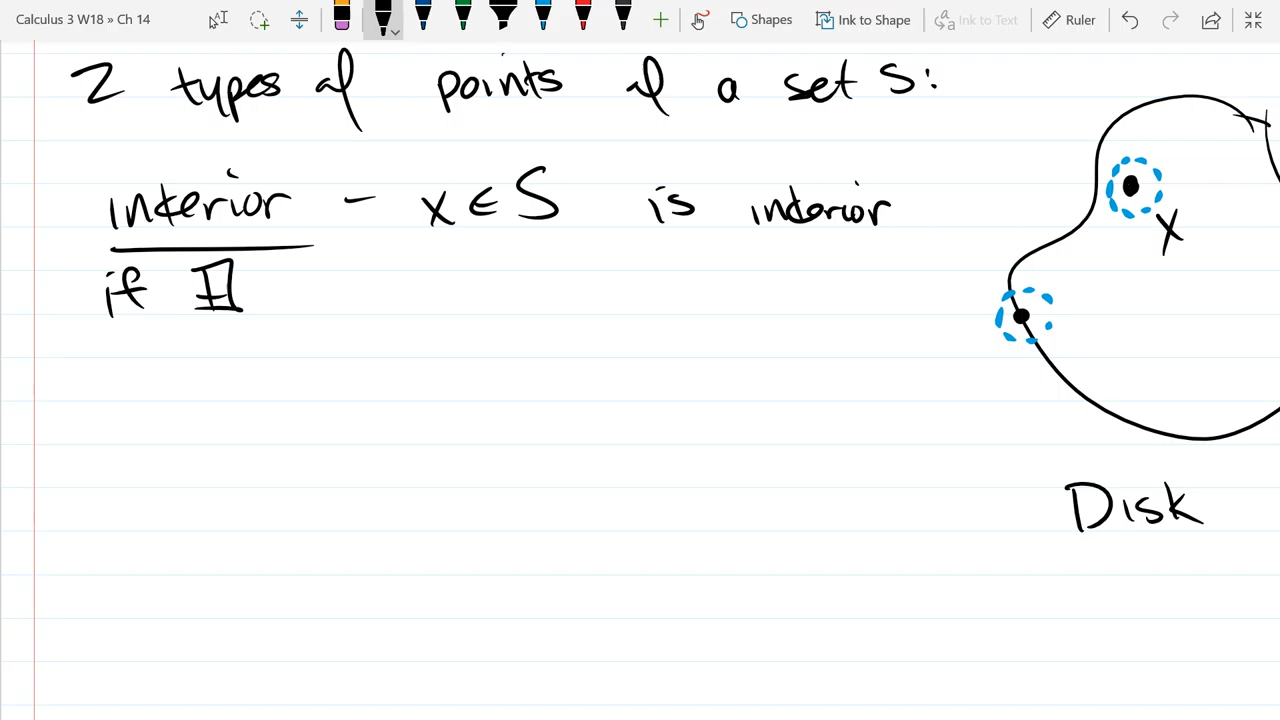 Calculus 3 W18 » Ch 14
Shapes
Ink to Shape
Ink to Text
Ruler
2 types of points of a set S:
interior - x ∈ S is interior
if ∃
x
Disk